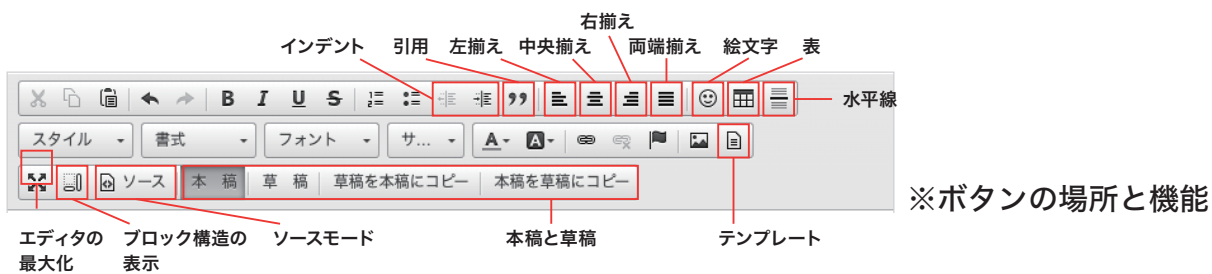 右揃え
インデント 引用 左揃え 中央揃え 両端揃え 絵文字 表
B I U S
水平線
スタイル 書式 フォント サ... A A
ソース 本 稿 草 稿 草稿を本稿にコピー 本稿を草稿にコピー
※ボタンの場所と機能
エディタの ブロック構造の ソースモード 本稿と草稿 テンプレート
最大化 表示